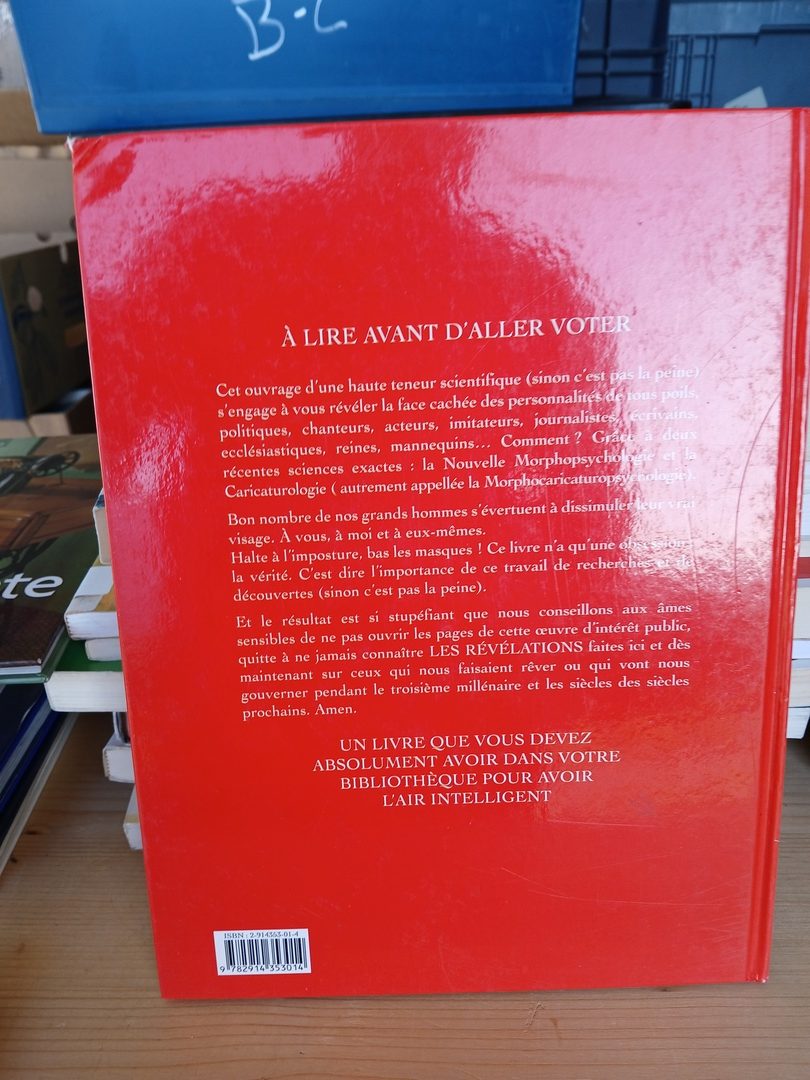 B-C
À LIRE AVANT D'ALLER VOTER
Cet ouvrage d'une haute teneur scientifique (sinon c'est pas la peine)
s'engage à vous révéler la face cachée des personnalités de tous poils,
politiques, chanteurs, acteurs, imitateurs, journalistes, écrivains,
ecclésiastiques, reines, mannequins... Comment ? Grâce à deux
récentes sciences exactes : la Nouvelle Morphopsychologie et la
Caricaturologie ( autrement appellée la Morphocaricaturopsychologie).
Bon nombre de nos grands hommes s'évertuent à dissimuler leur vrai
visage. À vous, à moi et à eux-mêmes.
Halte à l'imposture, bas les masques ! Ce livre n'a qu'une obsession :
la vérité. C'est dire l'importance de ce travail de recherches et de
découvertes (sinon c'est pas la peine).
Et le résultat est si stupéfiant que nous conseillons aux âmes
sensibles de ne pas ouvrir les pages de cette œuvre d'intérêt public,
quitte à ne jamais connaître LES RÉVÉLATIONS faites ici et dès
maintenant sur ceux qui nous faisaient rêver ou qui vont nous
gouverner pendant le troisième millénaire et les siècles des siècles
prochains. Amen.
UN LIVRE QUE VOUS DEVEZ
ABSOLUMENT AVOIR DANS VOTRE
BIBLIOTHÈQUE POUR AVOIR
L'AIR INTELLIGENT
ISBN : 2-914353-01-4
9 782914 353014